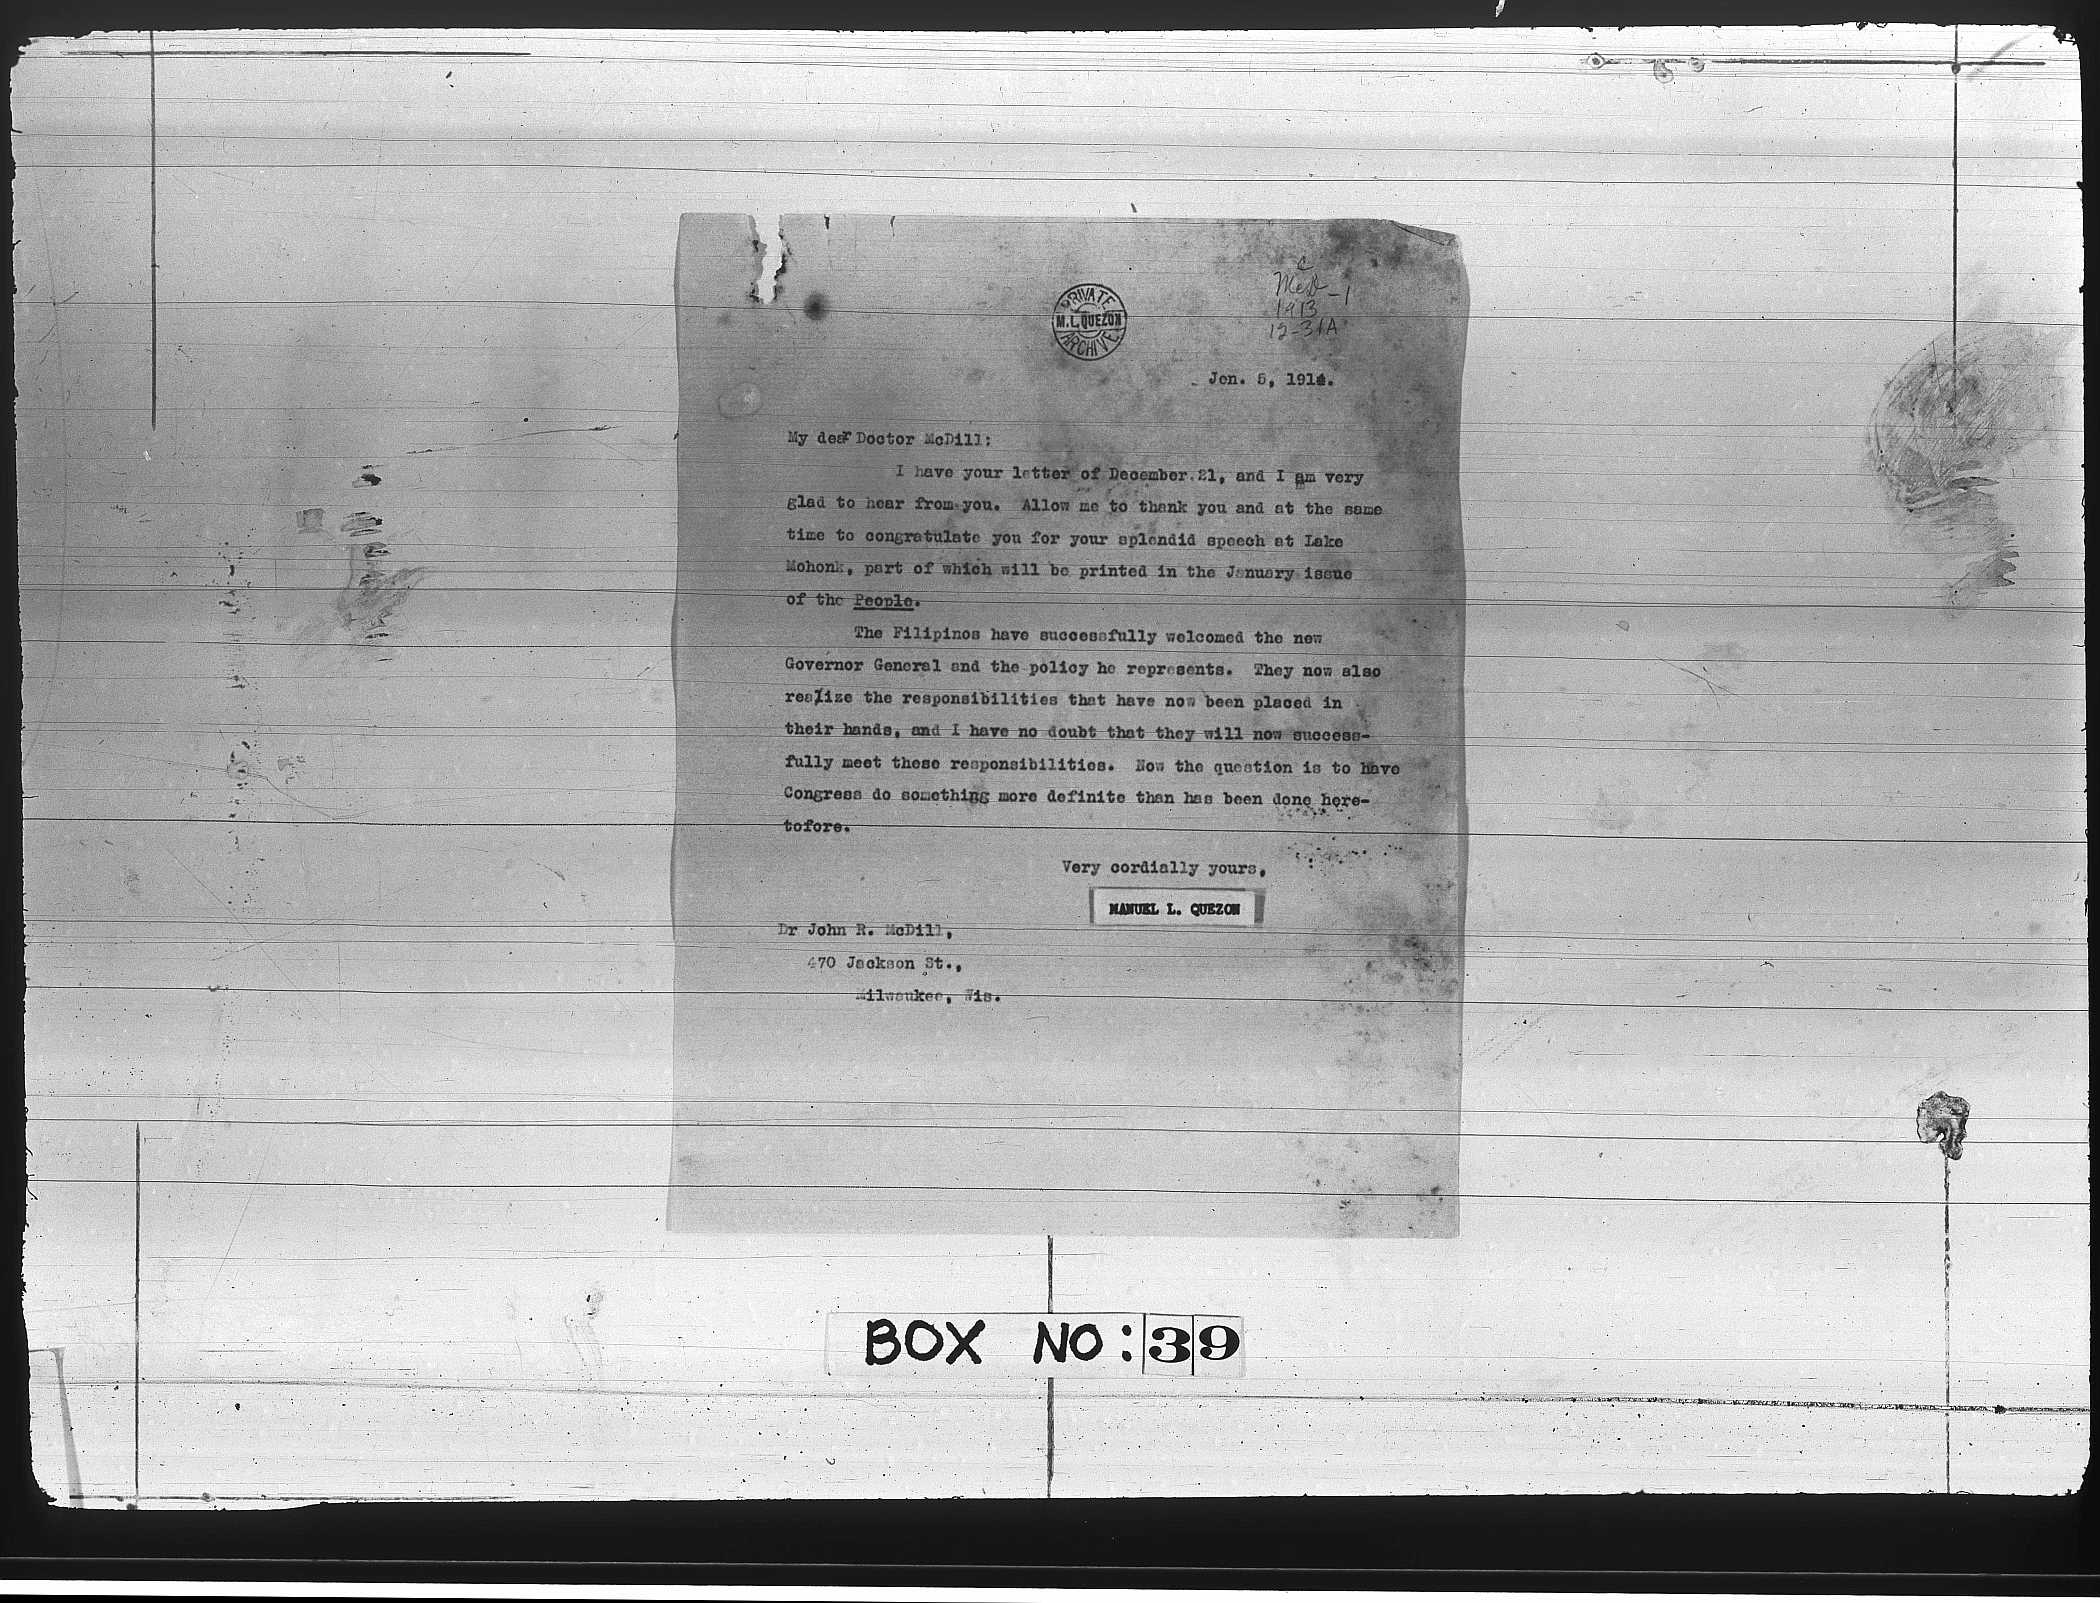 PRIVATE
M. L. QUEZON
ARCHIVE
c
McD-1
1913
12-31A
Jan. 5, 1914.
My dear Doctor McDill:
I have your letter of December 21, and I am very
glad to hear from you. Allow me to thank you and at the same
time to congratulate you for your splendid speech at Lake
Mohonk, part of which will be printed in the January issue
of the People.
The Filipinos have successfully welcomed the new
Governor General and the policy he represents. They now also
realize the responsibilities that have now been placed in
their hands, and I have no doubt that they will now success-
fully meet these responsibilities. Now the question is to have
Congress do something more definite than has been done here-
tofore.
Very cordially yours,
MANUEL L. QUEZON
Dr John R. McDill,
470 Jackson St.,
Milwaukee, Wis.
BOX NO: 39